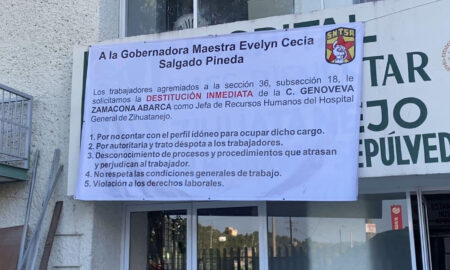 A la Gobernadora Maestra Evelyn Cecia
Salgado Pineda
SNTSA
Los trabajadores agremiados a la sección 36, subsección 18, le
solicitamos la DESTITUCIÓN INMEDIATA de la C. GENOVEVA
ZAMACONA ABARCA como Jefa de Recursos Humanos del Hospital
General de Zihuatanejo.
1. Por no contar con el perfil idóneo para ocupar dicho cargo.
2. Por autoritaria y trato déspota a los trabajadores.
3. Desconocimiento de procesos y procedimientos que atrasan
y perjudican al trabajador.
4. No respeta las condiciones generales de trabajo.
5. Violación a los derechos laborales.
PITAL
STAR
EJO
SEPÚLVED